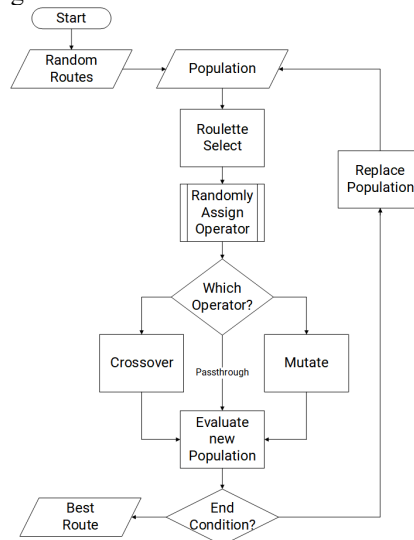 Start
Random
Routes
Population
Roulette
Select
Replace
Population
Randomly
Assign
Operator
Which
Operator?
Crossover
Passthrough
Mutate
Evaluate
new
Population
Best
Route
End
Condition?